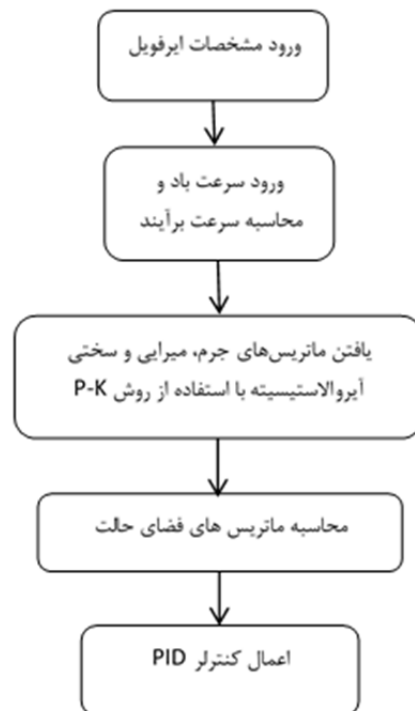 ورود مشخصات ایرفویل
ورود سرعت باد و
محاسبه سرعت برآیند
یافتن ماتریس‌های جرم، میرایی و سختی
آیروالاستیسیته با استفاده از روش P-K
محاسبه ماتریس های فضای حالت
اعمال کنترلر PID